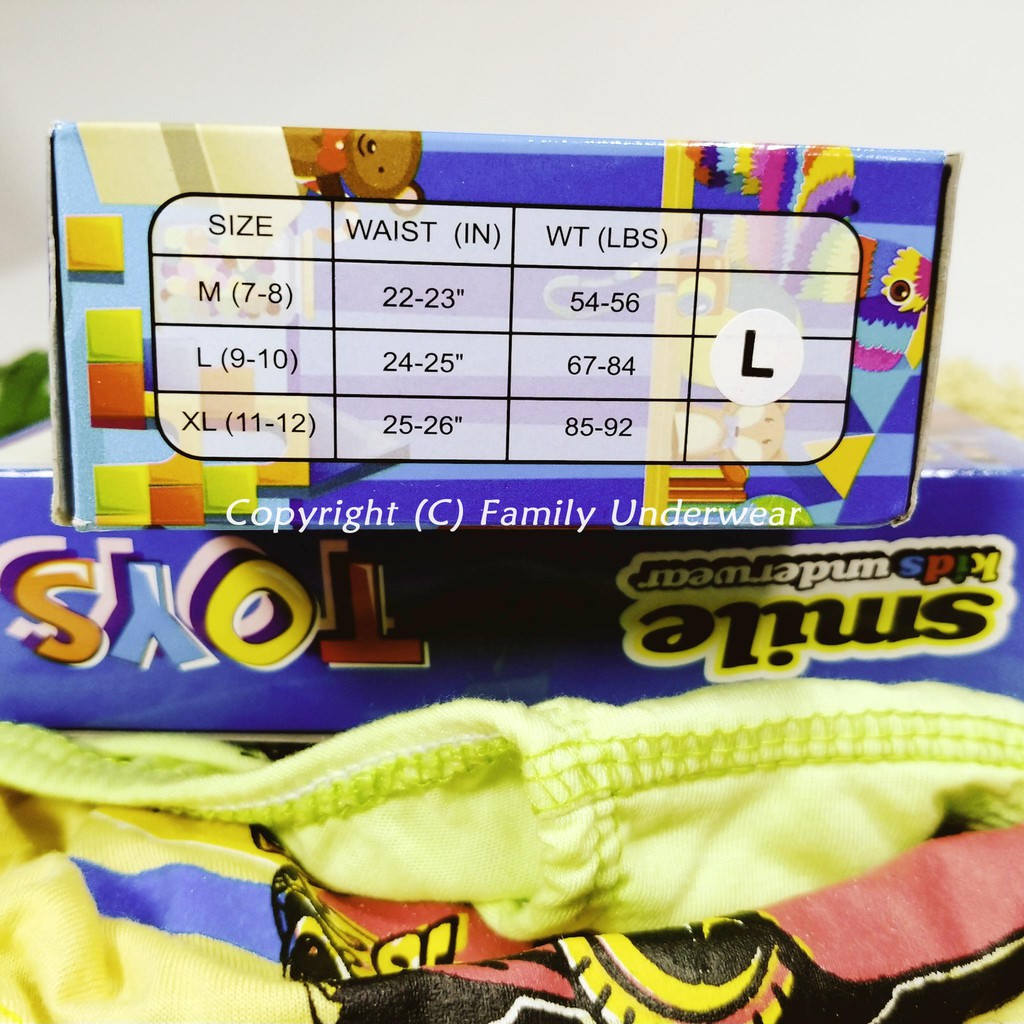 SIZE WAIST (IN) WT (LBS)
M (7-8) 22-23" 54-56
L (9-10) 24-25" 67-84
L
XL (11-12) 25-26" 85-92
Copyright (C) Family Underwear
TOYS
smile
kids underwear